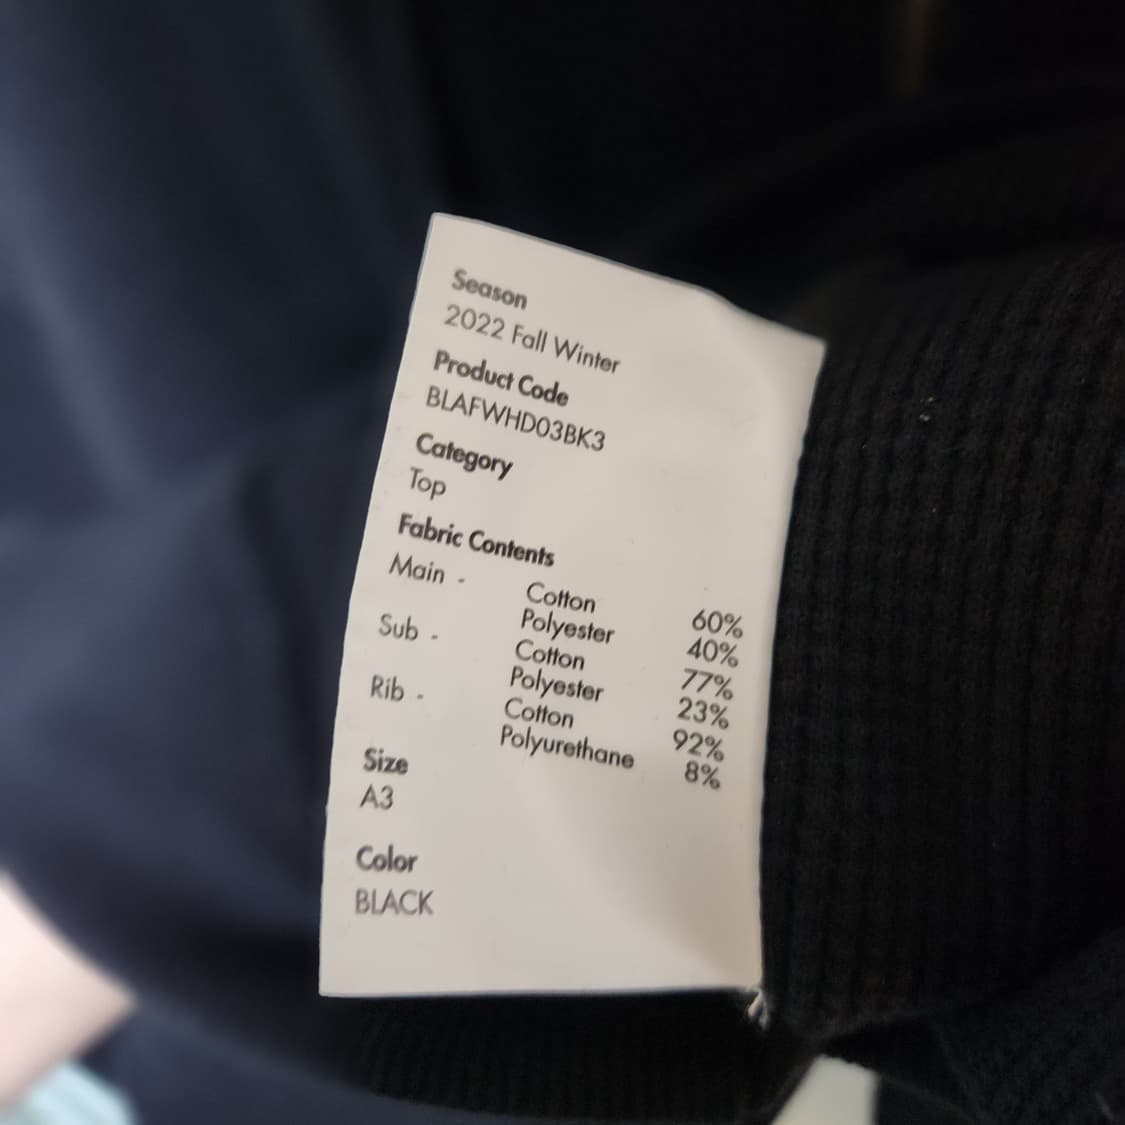 Season
2022 Fall Winter
Product Code
BLAFWHD03BK3
Category
Top
Fabric Contents
Main - Cotton 60%
Polyester 40%
Sub - Cotton 77%
Polyester 23%
Rib - Cotton 92%
Polyurethane 8%
Size
A3
Color
BLACK